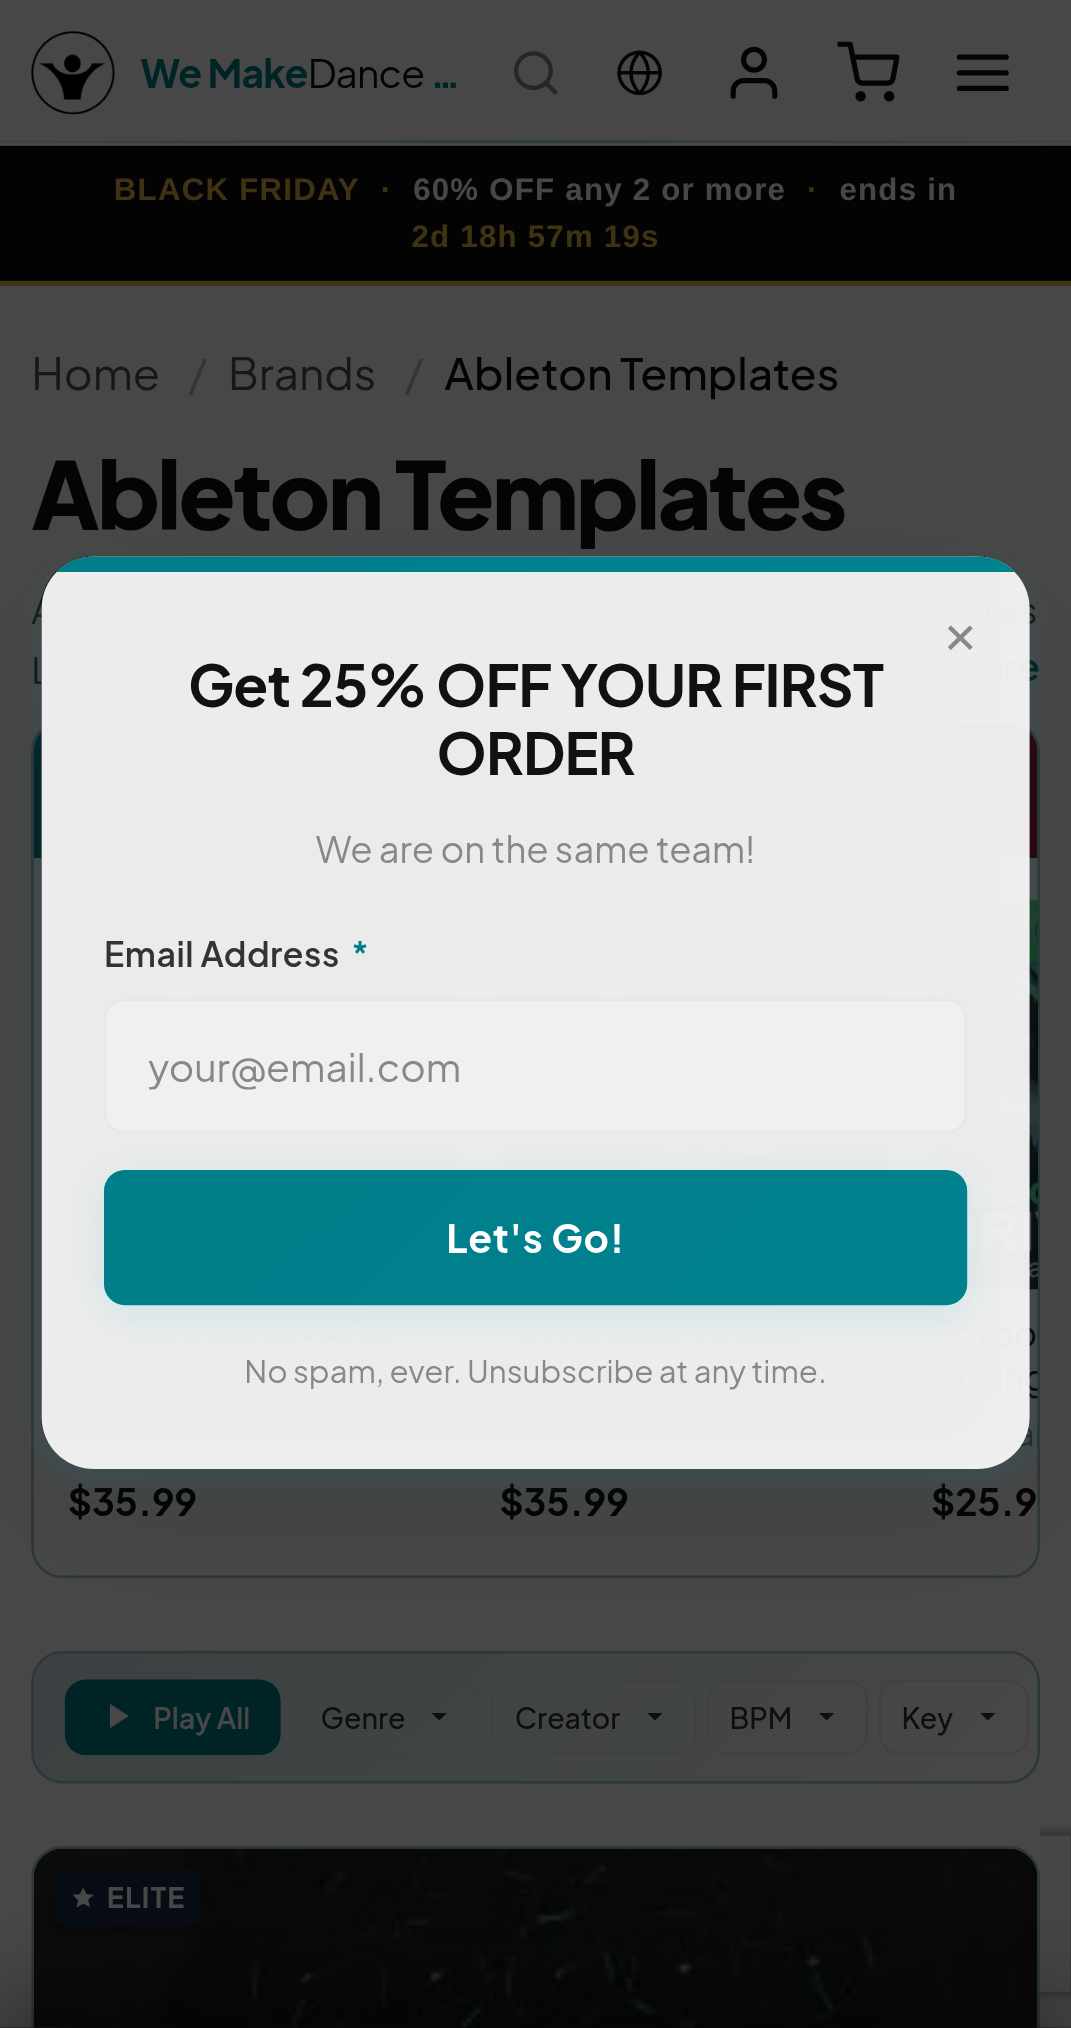 We MakeDance ...
BLACK FRIDAY · 60% OFF any 2 or more · ends in
2d 18h 57m 19s
Home / Brands / Ableton Templates
Ableton Templates
×
Get 25% OFF YOUR FIRST
ORDER
We are on the same team!
Email Address *
your@email.com
Let's Go!
No spam, ever. Unsubscribe at any time.
$35.99 $35.99 $25.9
Play All Genre Creator BPM Key
ELITE